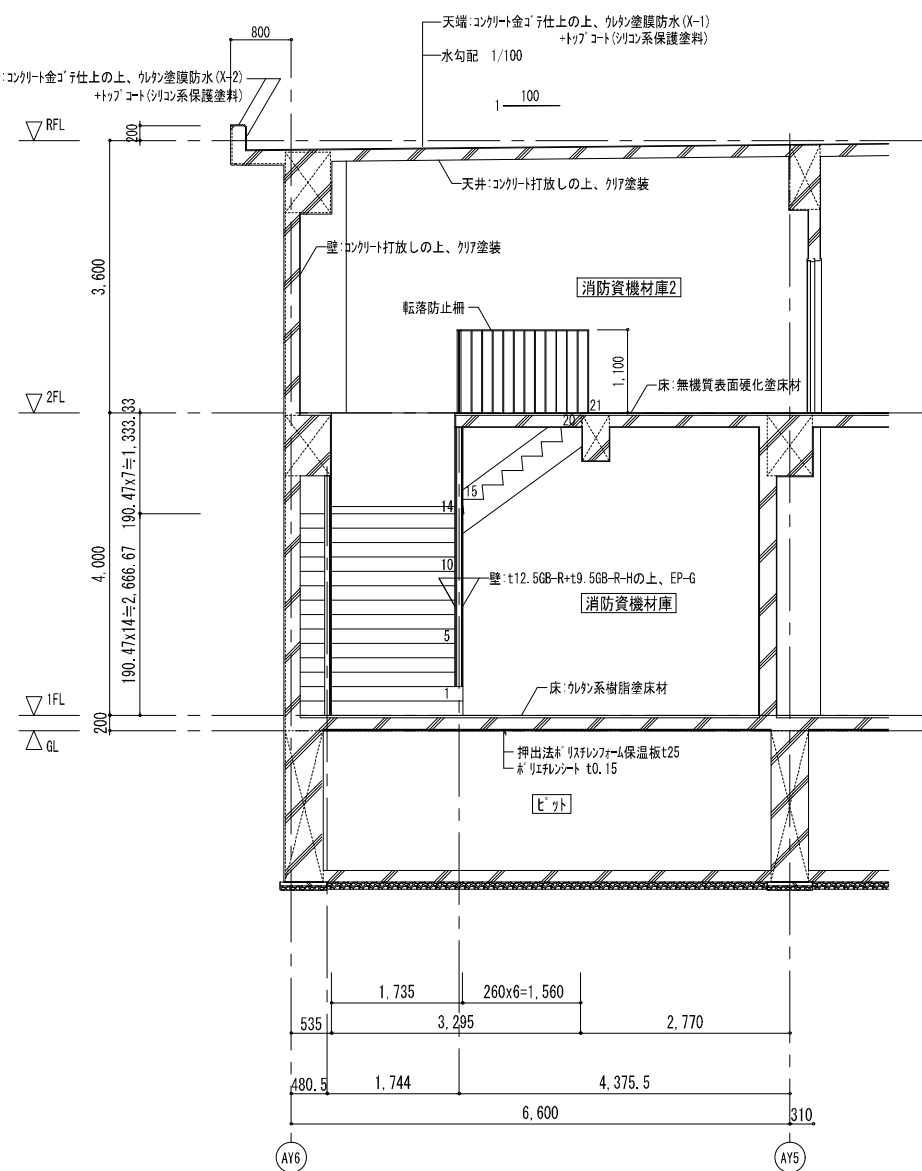 天端:コンクリート金ゴテ仕上の上、ウレタン塗膜防水(X-1)
+トップコート(シリコン系保護塗料)
水勾配 1/100
800
:コンクリート金ゴテ仕上の上、ウレタン塗膜防水(X-2)
+トップコート(シリコン系保護塗料)
100
1
RFL
200
天井:コンクリート打放しの上、クリア塗装
壁:コンクリート打放しの上、クリア塗装
3,600
消防資機材庫2
転落防止柵
1,100
床:無機質表面硬化塗床材
2FL
21
20
190.47x7≒1,333.33
15
14
4,000
10
壁:t12.5GB-R+t9.5GB-R-Hの上、EP-G
消防資機材庫
190.47x14≒2,666.67
5
1
床:ウレタン系樹脂塗床材
1FL
200
GL
押出法ポリスチレンフォーム保温板t25
ポリエチレンシート t0.15
ピット
1,735
260x6=1,560
535
3,295
2,770
480.5
1,744
4,375.5
6,600
310
AY6
AY5